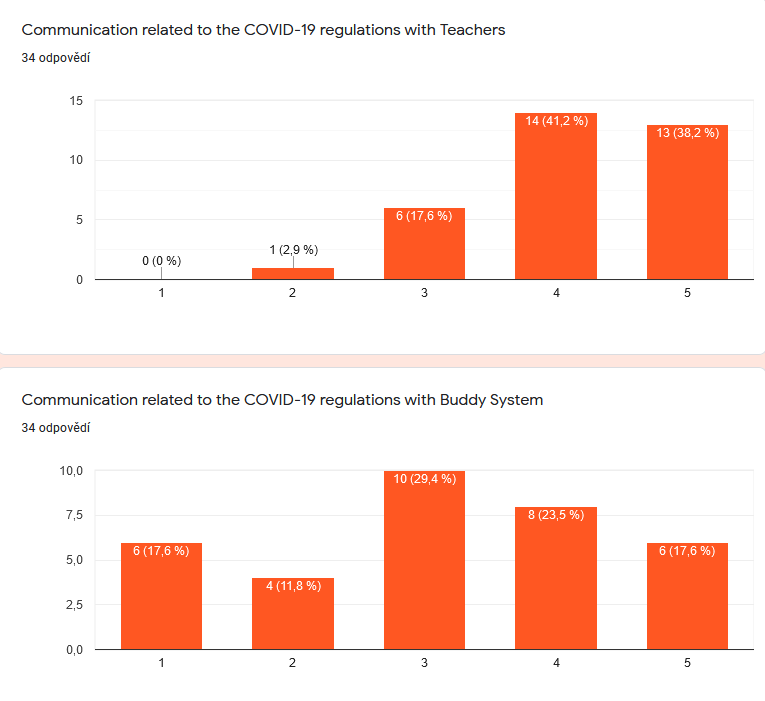 Communication related to the COVID-19 regulations with Teachers
34 odpovědí
15
10
5
0
0 (0 %)
1 (2,9 %)
6 (17,6 %)
14 (41,2 %)
13 (38,2 %)
1 2 3 4 5
Communication related to the COVID-19 regulations with Buddy System
34 odpovědí
10,0
7,5
5,0
2,5
0,0
6 (17,6 %)
4 (11,8 %)
10 (29,4 %)
8 (23,5 %)
6 (17,6 %)
1 2 3 4 5